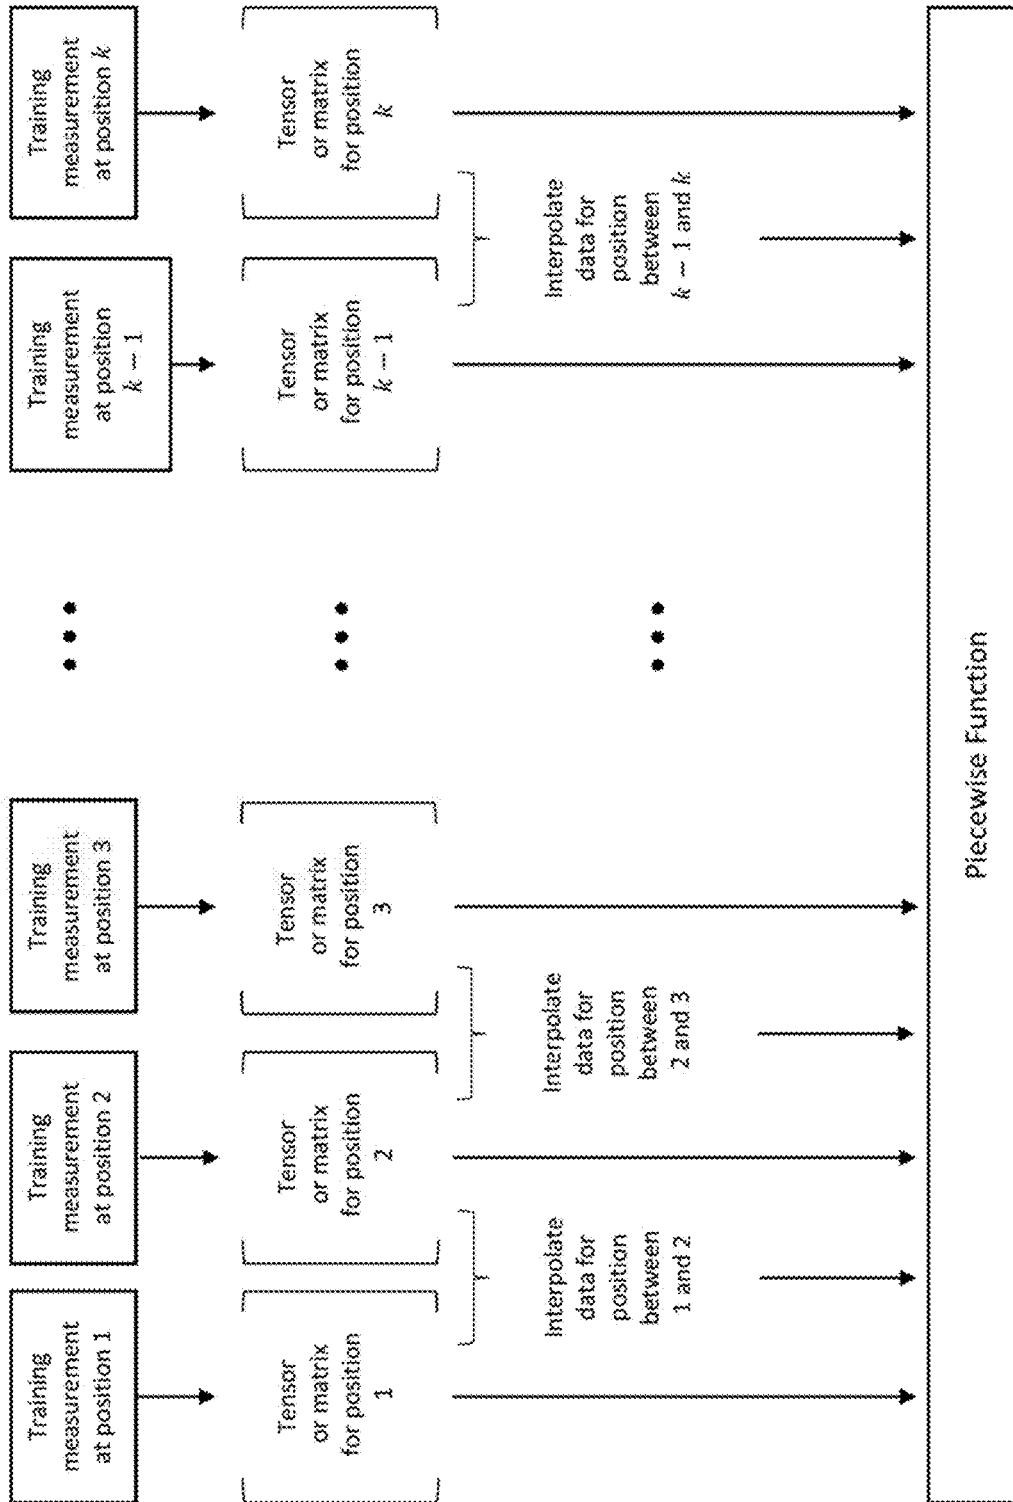 Training
measurement
at position 1
Training
measurement
at position 2
Training
measurement
at position 3
Training
measurement
at position
k − 1
Training
measurement
at position k
Tensor
or matrix
for position
1
Tensor
or matrix
for position
2
Tensor
or matrix
for position
3
Tensor
or matrix
for position
k − 1
Tensor
or matrix
for position
k
Interpolate
data for
position
between
1 and 2
Interpolate
data for
position
between
2 and 3
Interpolate
data for
position
between
k − 1 and k
Piecewise Function